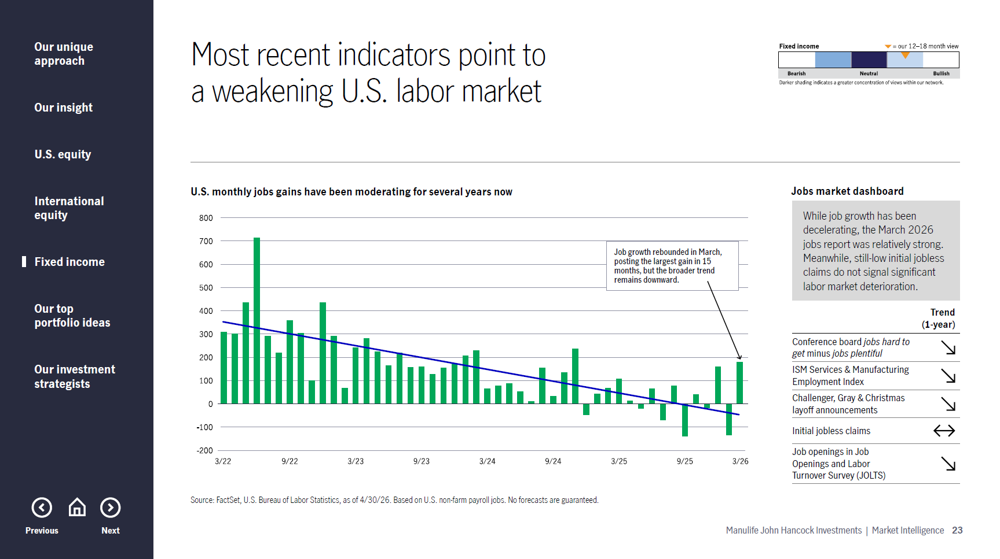 Our unique
approach
Our insight
U.S. equity
International
equity
Fixed income
Our top
portfolio ideas
Our investment
strategists
Previous
Next
Most recent indicators point to
a weakening U.S. labor market
Fixed income
= our 12–18 month view
Bearish
Neutral
Bullish
Darker shading indicates a greater concentration of views within our network.
U.S. monthly jobs gains have been moderating for several years now
800
700
600
500
400
300
200
100
0
-100
-200
3/22
9/22
3/23
9/23
3/24
9/24
3/25
9/25
3/26
Job growth rebounded in March,
posting the largest gain in 15
months, but the broader trend
remains downward.
Source: FactSet, U.S. Bureau of Labor Statistics, as of 4/30/26. Based on U.S. non-farm payroll jobs. No forecasts are guaranteed.
Jobs market dashboard
While job growth has been
decelerating, the March 2026
jobs report was relatively strong.
Meanwhile, still-low initial jobless
claims do not signal significant
labor market deterioration.
Trend
(1-year)
Conference board jobs hard to
get minus jobs plentiful
ISM Services & Manufacturing
Employment Index
Challenger, Gray & Christmas
layoff announcements
Initial jobless claims
Job openings in Job
Openings and Labor
Turnover Survey (JOLTS)
Manulife John Hancock Investments | Market Intelligence 23